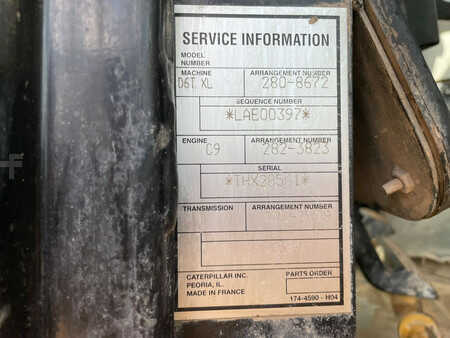 SERVICE INFORMATION
MODEL
NUMBER
MACHINE ARRANGEMENT NUMBER
D6T XL 280-8672
SEQUENCE NUMBER
*LAE00397*
ENGINE ARRANGEMENT NUMBER
C9 282-3823
SERIAL
TRANSMISSION ARRANGEMENT NUMBER
CATERPILLAR INC. PARTS ORDER
PEORIA, IL.
MADE IN FRANCE
174-4590 - H04